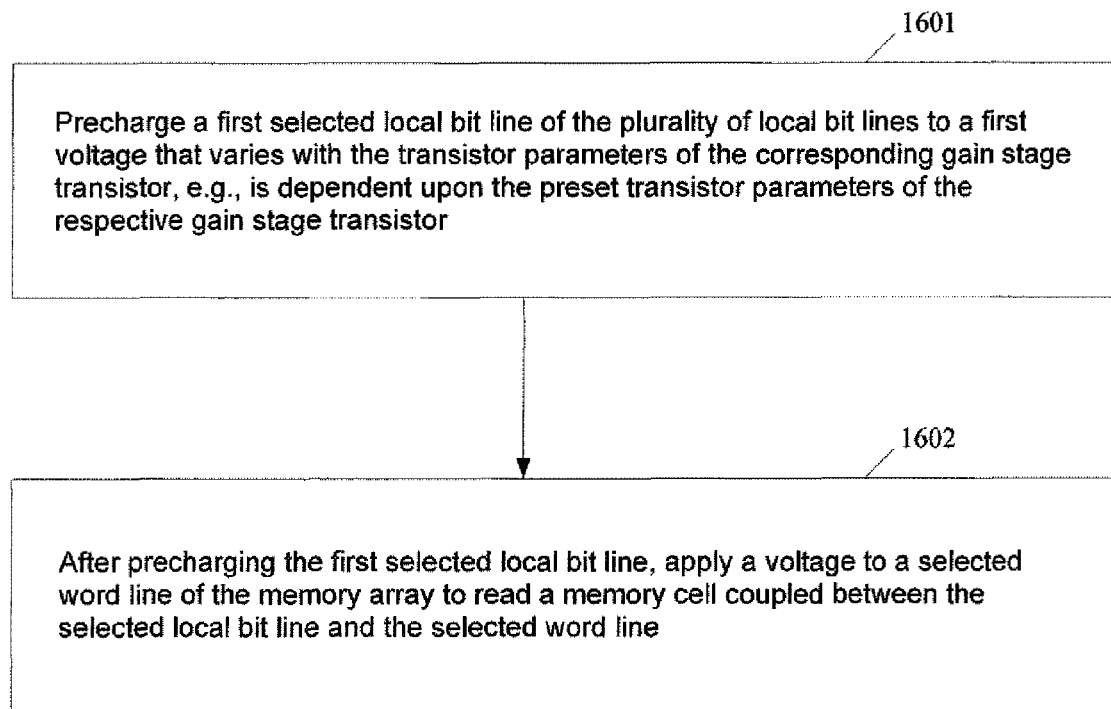 1601
Precharge a first selected local bit line of the plurality of local bit lines to a first
voltage that varies with the transistor parameters of the corresponding gain stage
transistor, e.g., is dependent upon the preset transistor parameters of the
respective gain stage transistor
1602
After precharging the first selected local bit line, apply a voltage to a selected
word line of the memory array to read a memory cell coupled between the
selected local bit line and the selected word line